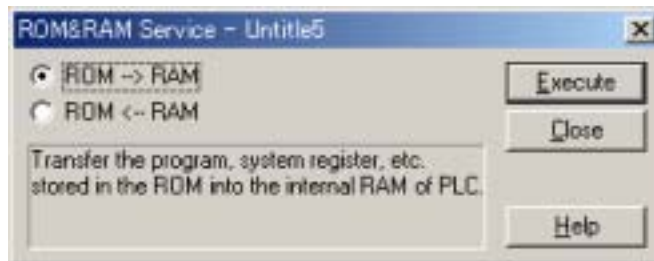 ROM&RAM Service - Untitle5
ROM --> RAM
ROM <-- RAM
Execute
Close
Transfer the program, system register, etc.
stored in the ROM into the internal RAM of PLC.
Help